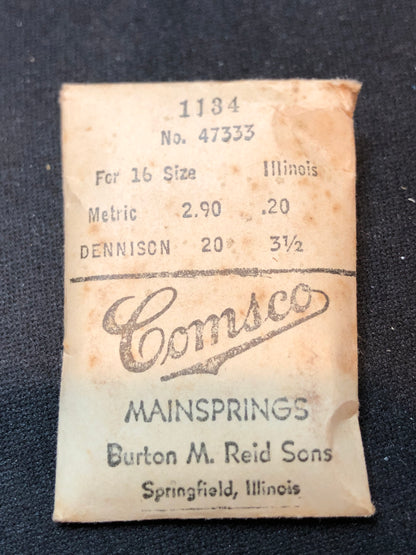 1134
No. 47333
For 16 Size Illinois
Metric 2.90 .20
DENNISON 20 3½
Comsco
MAINSPRINGS
Burton M. Reid Sons
Springfield, Illinois